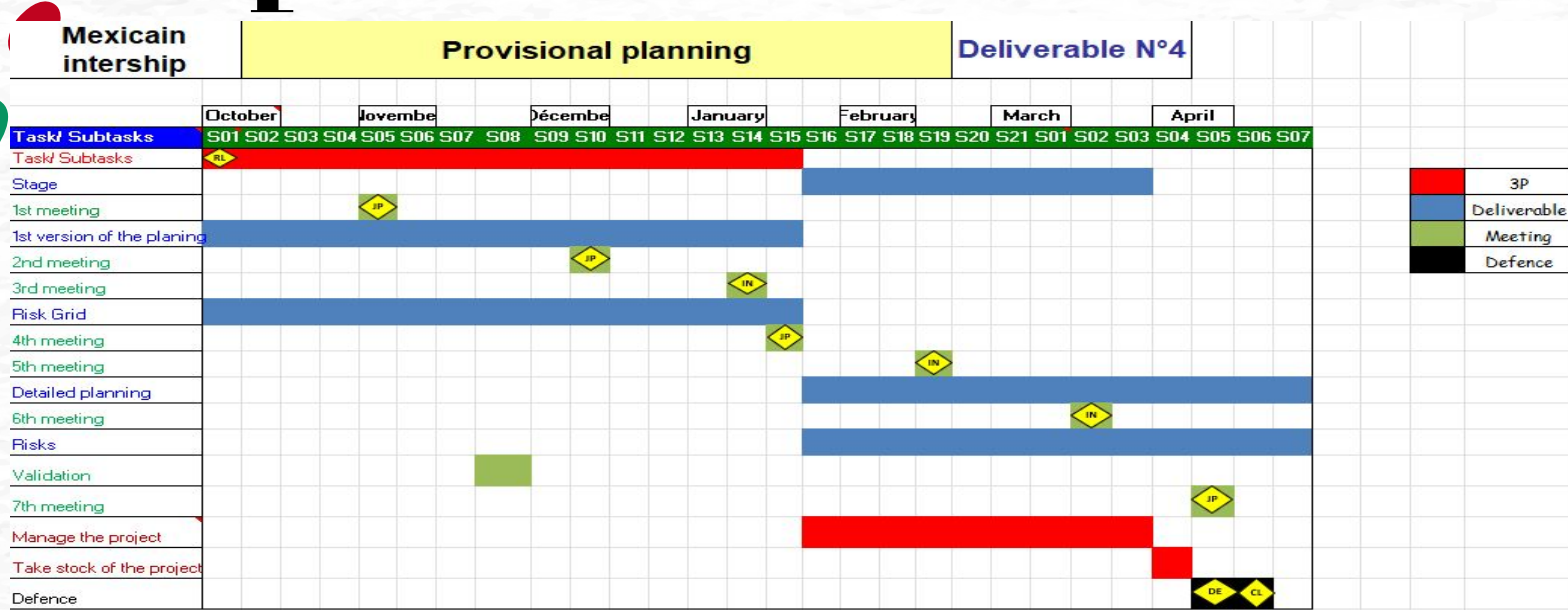 Mexicain
intership
Provisional planning
Deliverable N°4
October
Novembe
Décembe
January
February
March
April
Task/ Subtasks S01 S02 S03 S04 S05 S06 S07 S08 S09 S10 S11 S12 S13 S14 S15 S16 S17 S18 S19 S20 S21 S01 S02 S03 S04 S05 S06 S07
Task/ Subtasks RL
Stage
1st meeting JP
1st version of the planing
2nd meeting JP
3rd meeting IN
Risk Grid
4th meeting JP
5th meeting IN
Detailed planning
6th meeting IN
Risks
Validation
7th meeting JP
Manage the project
Take stock of the project
Defence DE CL
3P
Deliverable
Meeting
Defence